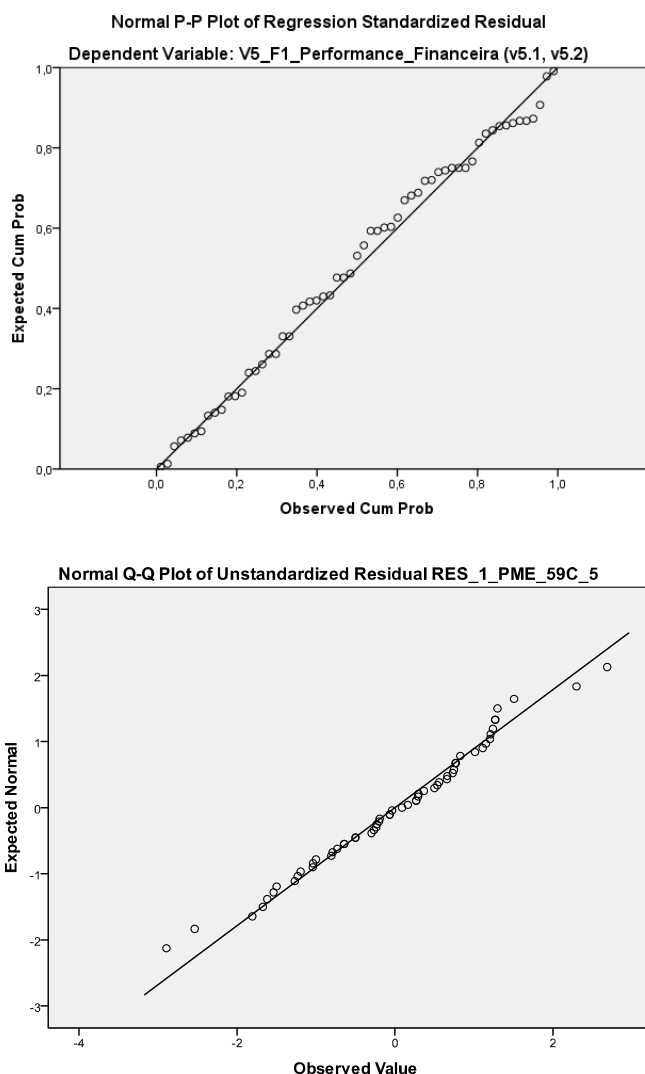 Normal P-P Plot of Regression Standardized Residual
Dependent Variable: V5_F1_Performance_Financeira (v5.1, v5.2)
1,0
0,8
0,6
0,4
0,2
0,0
Expected Cum Prob
0,0 0,2 0,4 0,6 0,8 1,0
Observed Cum Prob
Normal Q-Q Plot of Unstandardized Residual RES_1_PME_59C_5
3
2
1
0
-1
-2
-3
Expected Normal
-4 -2 0 2
Observed Value